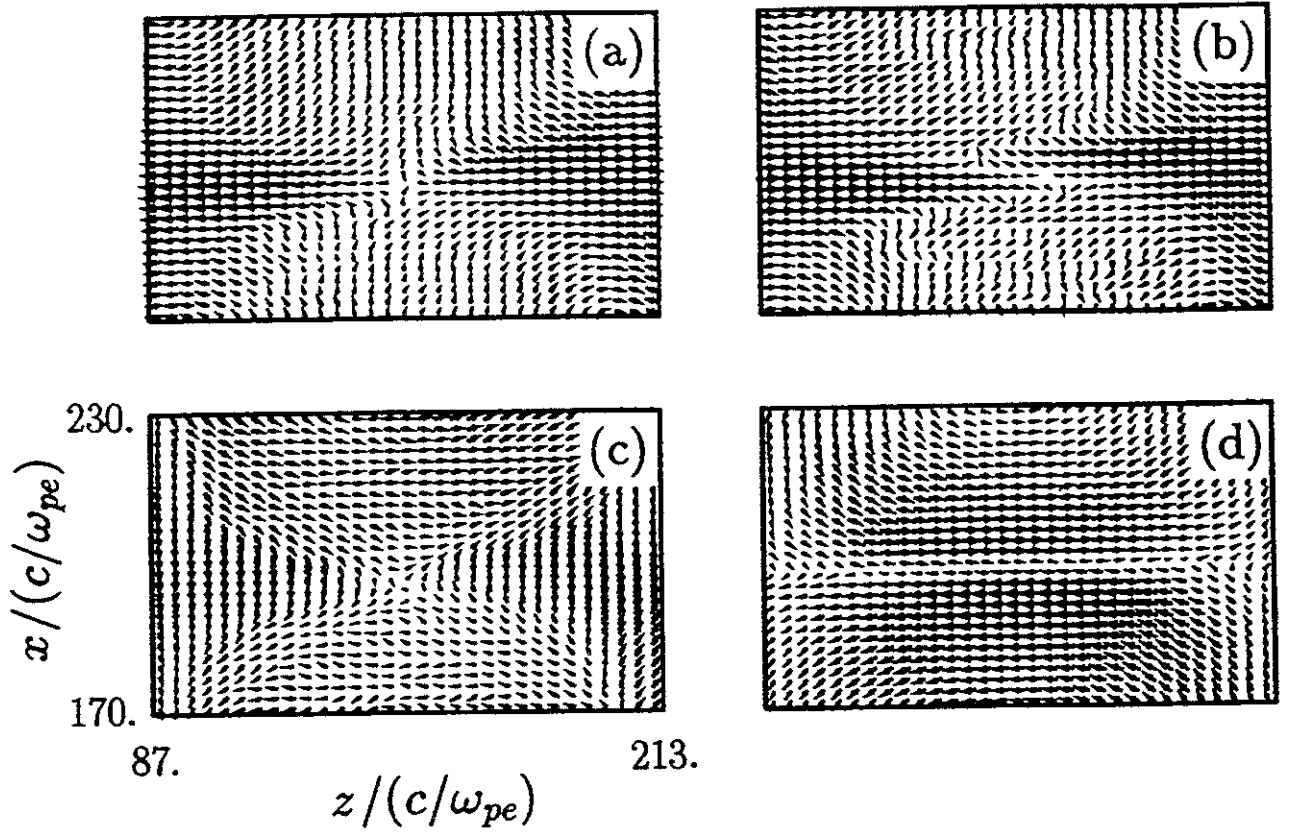 (a)
(b)
(c)
(d)
230.
170.
x/(c/ω_pe)
87.
213.
z/(c/ω_pe)